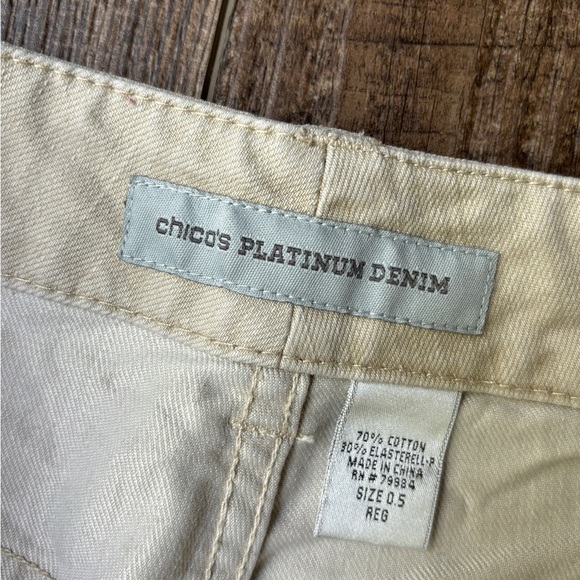 chico's PLATINUM DENIM
70% COTTON
30% ELASTERELL-P
MADE IN CHINA
RN # 79984
SIZE 0.5
REG